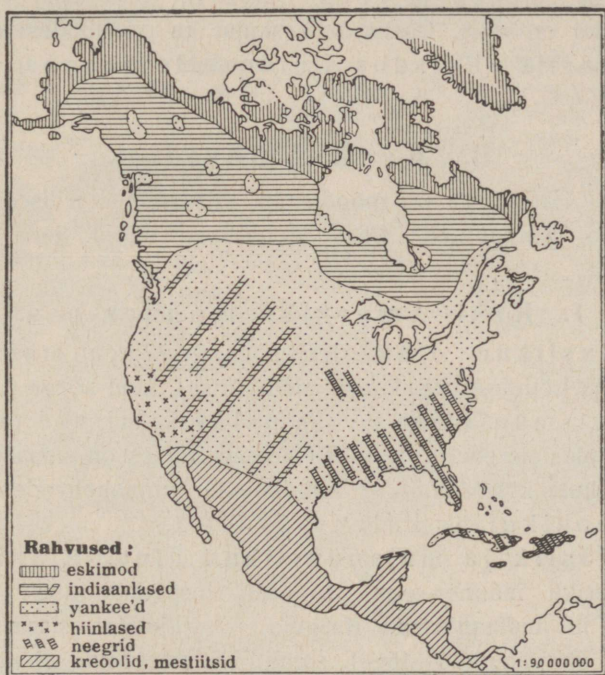 Rahvused:
eskimod
indiaanlased
yankee'd
hiinlased
neegrid
kreoolid, mestiitsid
1:90 000 000